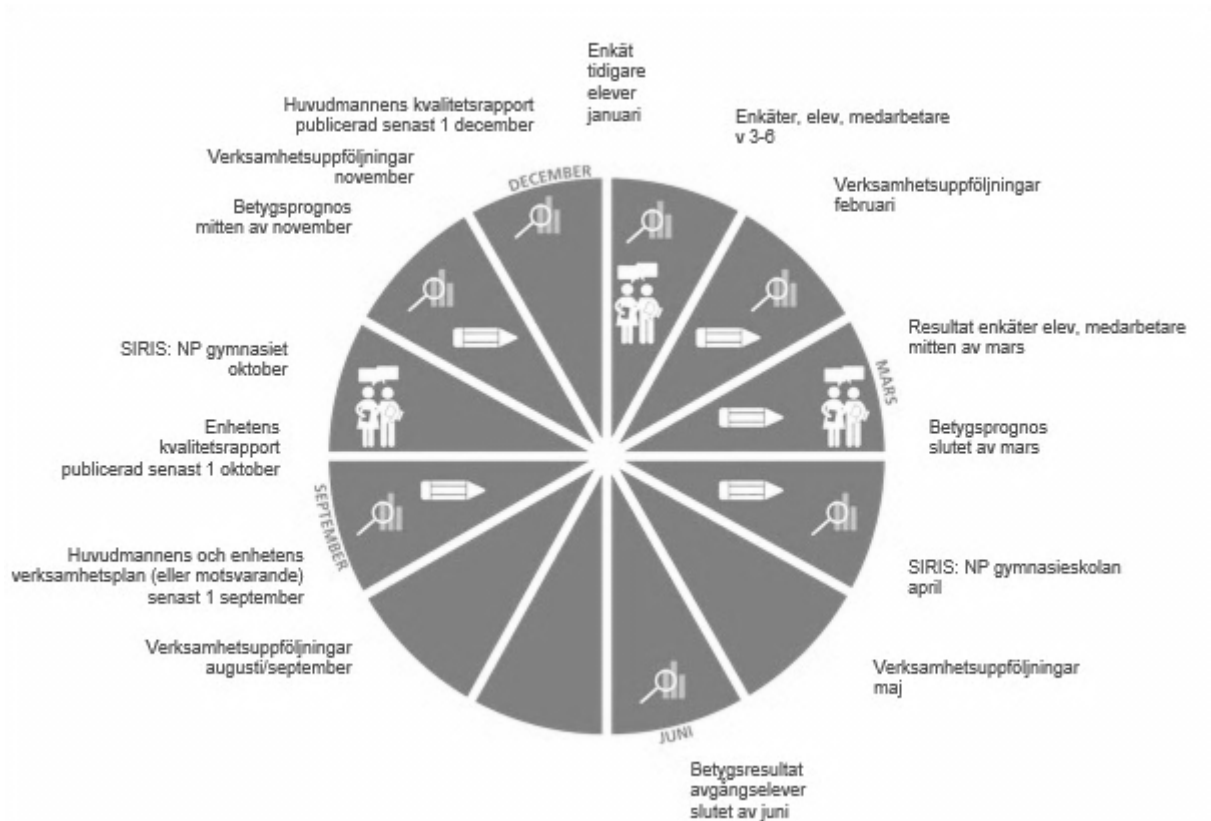 Enkät
tidigare
elever
januari
Enkäter, elev, medarbetare
v 3-6
Verksamhetsuppföljningar
februari
Resultat enkäter elev, medarbetare
mitten av mars
MARS
Betygsprognos
slutet av mars
SIRIS: NP gymnasieskolan
april
Verksamhetsuppföljningar
maj
JUNI
Betygsresultat
avgångselever
slutet av juni
Verksamhetsuppföljningar
augusti/september
Huvudmannens och enhetens
verksamhetsplan (eller motsvarande)
senast 1 september
SEPTEMBER
Enhetens
kvalitetsrapport
publicerad senast 1 oktober
SIRIS: NP gymnasiet
oktober
Betygsprognos
mitten av november
Verksamhetsuppföljningar
november
Huvudmannens kvalitetsrapport
publicerad senast 1 december
DECEMBER